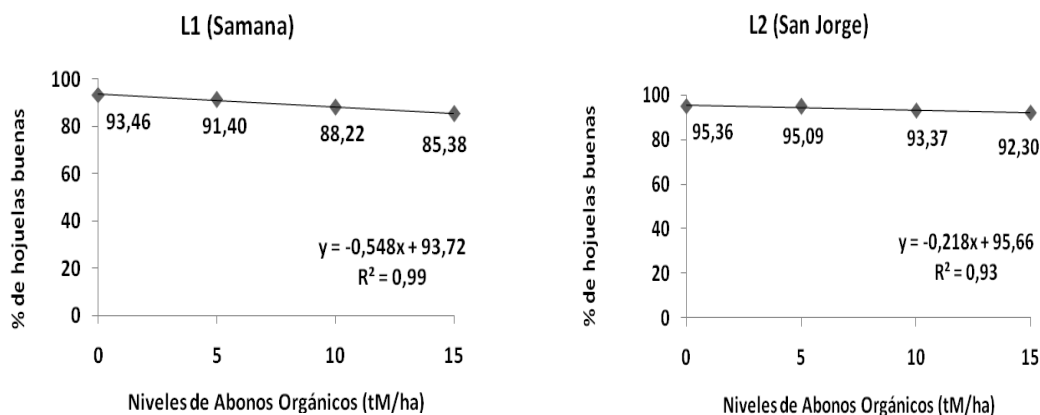 L1 (Samana)
% de hojuelas buenas
100
80
60
40
20
0
93,46
91,40
88,22
85,38
y = -0,548x + 93,72
R² = 0,99
0
5
10
15
Niveles de Abonos Orgánicos (tM/ha)
L2 (San Jorge)
% de hojuelas buenas
100
80
60
40
20
0
95,36
95,09
93,37
92,30
y = -0,218x + 95,66
R² = 0,93
0
5
10
15
Niveles de Abonos Orgánicos (tM/ha)